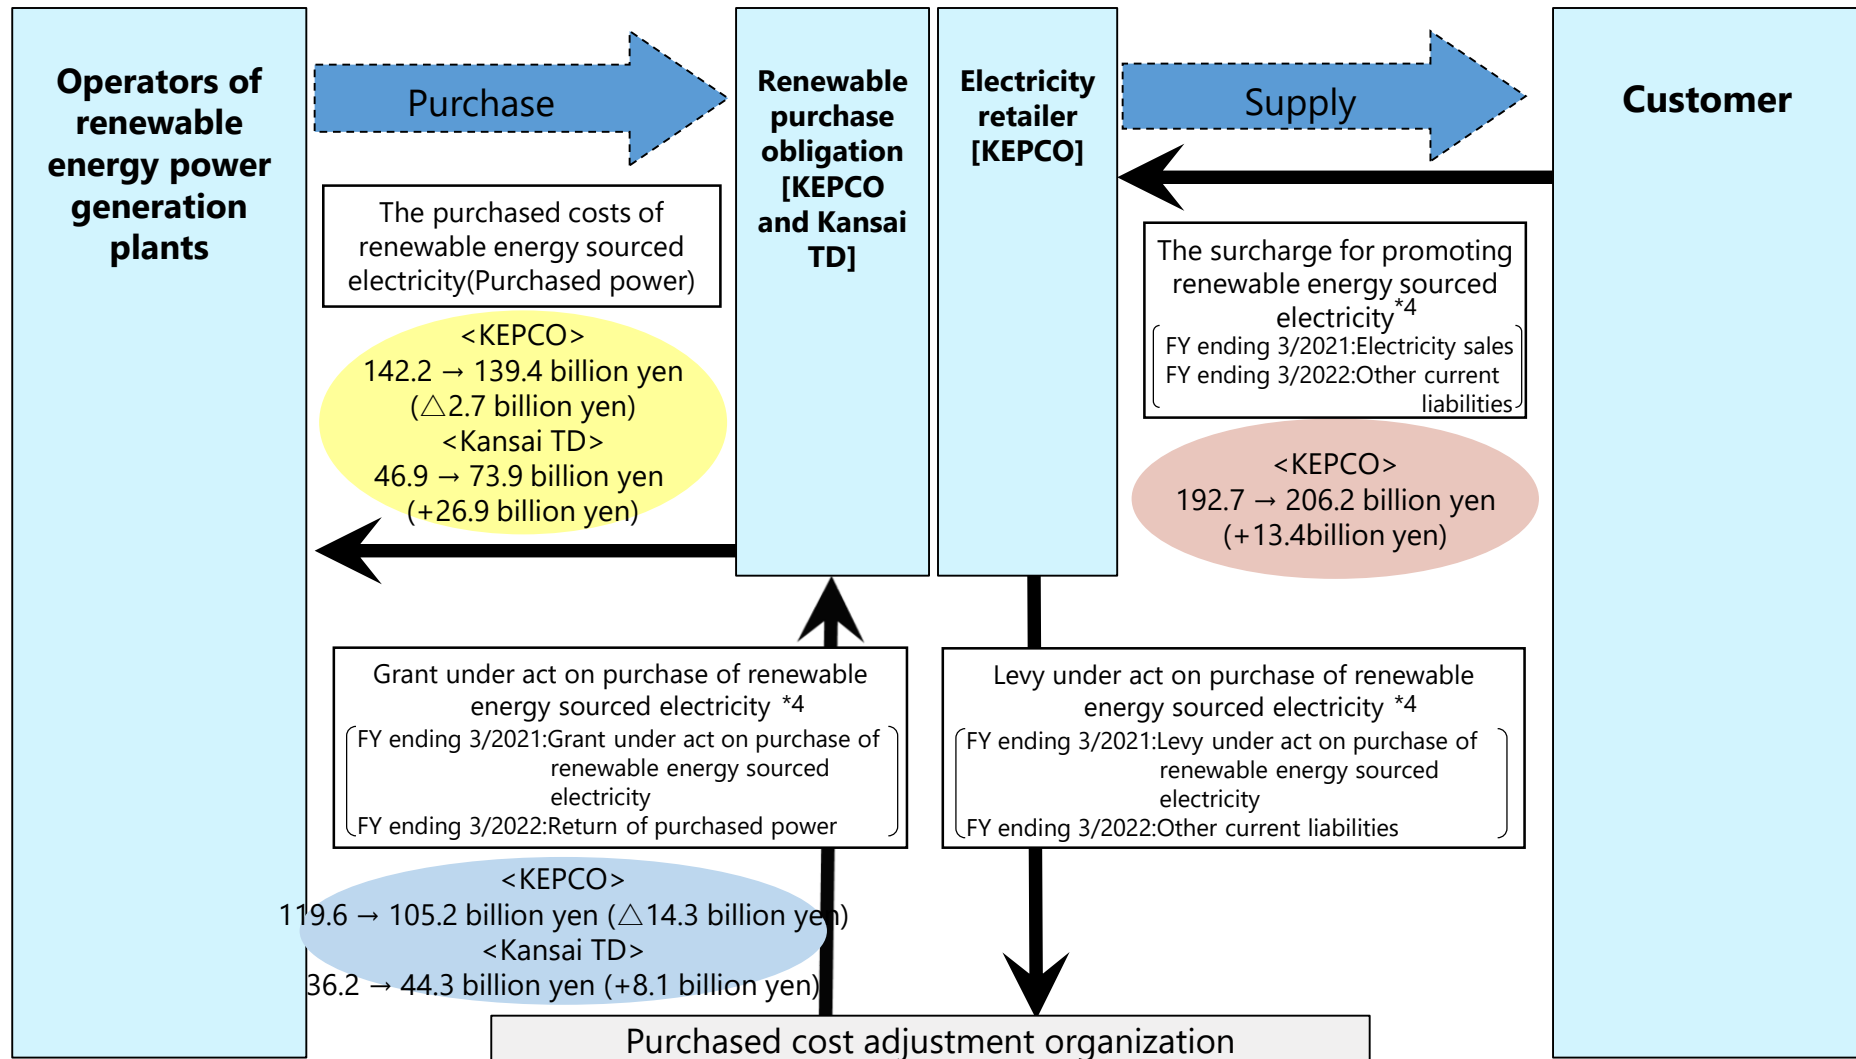 Operators of
renewable
energy power
generation
plants
Purchase
The purchased costs of
renewable energy sourced
electricity(Purchased power)
<KEPCO>
142.2 → 139.4 billion yen
(△2.7 billion yen)
<Kansai TD>
46.9 → 73.9 billion yen
(+26.9 billion yen)
Renewable
purchase
obligation
[KEPCO
and Kansai
TD]
Electricity
retailer
[KEPCO]
Supply
The surcharge for promoting
renewable energy sourced
electricity*4
FY ending 3/2021:Electricity sales
FY ending 3/2022:Other current
liabilities
<KEPCO>
192.7 → 206.2 billion yen
(+13.4billion yen)
Customer
Grant under act on purchase of renewable
energy sourced electricity *4
FY ending 3/2021:Grant under act on purchase of
renewable energy sourced
electricity
FY ending 3/2022:Return of purchased power
<KEPCO>
119.6 → 105.2 billion yen (△14.3 billion yen)
<Kansai TD>
36.2 → 44.3 billion yen (+8.1 billion yen)
Levy under act on purchase of renewable
energy sourced electricity *4
FY ending 3/2021:Levy under act on purchase of
renewable energy sourced
electricity
FY ending 3/2022:Other current liabilities
Purchased cost adjustment organization